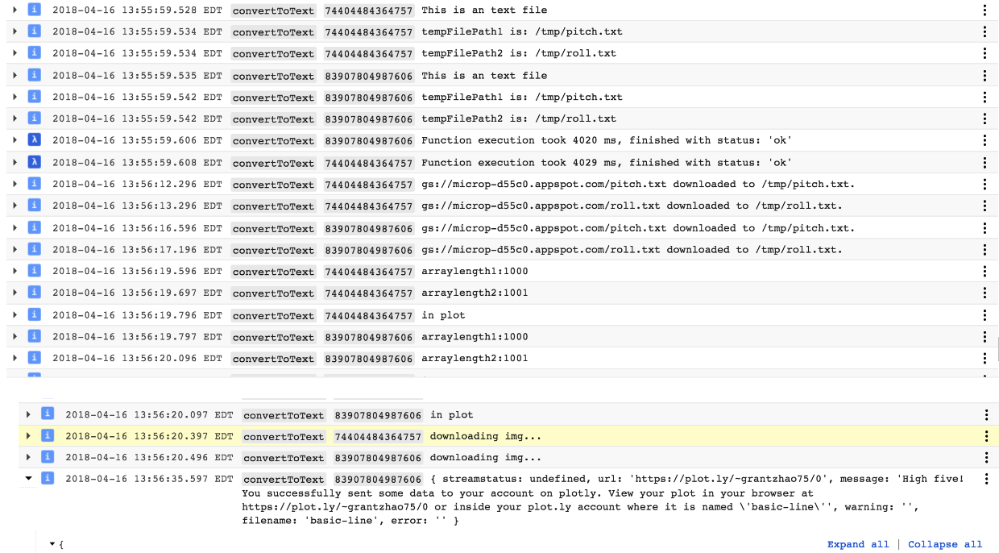 2018-04-16 13:55:59.528 EDT convertToText 74404484364757 This is an text file
2018-04-16 13:55:59.534 EDT convertToText 74404484364757 tempFilePath1 is: /tmp/pitch.txt
2018-04-16 13:55:59.534 EDT convertToText 74404484364757 tempFilePath2 is: /tmp/roll.txt
2018-04-16 13:55:59.535 EDT convertToText 83907804987606 This is an text file
2018-04-16 13:55:59.542 EDT convertToText 83907804987606 tempFilePath1 is: /tmp/pitch.txt
2018-04-16 13:55:59.542 EDT convertToText 83907804987606 tempFilePath2 is: /tmp/roll.txt
λ 2018-04-16 13:55:59.606 EDT convertToText 83907804987606 Function execution took 4020 ms, finished with status: 'ok'
λ 2018-04-16 13:55:59.608 EDT convertToText 74404484364757 Function execution took 4029 ms, finished with status: 'ok'
2018-04-16 13:56:12.296 EDT convertToText 74404484364757 gs://microp-d55c0.appspot.com/pitch.txt downloaded to /tmp/pitch.txt.
2018-04-16 13:56:13.296 EDT convertToText 74404484364757 gs://microp-d55c0.appspot.com/roll.txt downloaded to /tmp/roll.txt.
2018-04-16 13:56:16.596 EDT convertToText 83907804987606 gs://microp-d55c0.appspot.com/pitch.txt downloaded to /tmp/pitch.txt.
2018-04-16 13:56:17.196 EDT convertToText 83907804987606 gs://microp-d55c0.appspot.com/roll.txt downloaded to /tmp/roll.txt.
2018-04-16 13:56:19.596 EDT convertToText 74404484364757 arraylength1:1000
2018-04-16 13:56:19.697 EDT convertToText 74404484364757 arraylength2:1001
2018-04-16 13:56:19.796 EDT convertToText 74404484364757 in plot
2018-04-16 13:56:19.797 EDT convertToText 83907804987606 arraylength1:1000
2018-04-16 13:56:20.096 EDT convertToText 83907804987606 arraylength2:1001
2018-04-16 13:56:20.097 EDT convertToText 83907804987606 in plot
2018-04-16 13:56:20.397 EDT convertToText 74404484364757 downloading img...
2018-04-16 13:56:20.496 EDT convertToText 83907804987606 downloading img...
2018-04-16 13:56:35.597 EDT convertToText 83907804987606 { streamstatus: undefined, url: 'https://plot.ly/~grantzhao75/0', message: 'High five!
You successfully sent some data to your account on plotly. View your plot in your browser at
https://plot.ly/~grantzhao75/0 or inside your plot.ly account where it is named \'basic-line\'', warning: '',
filename: 'basic-line', error: '' }
{ Expand all | Collapse all